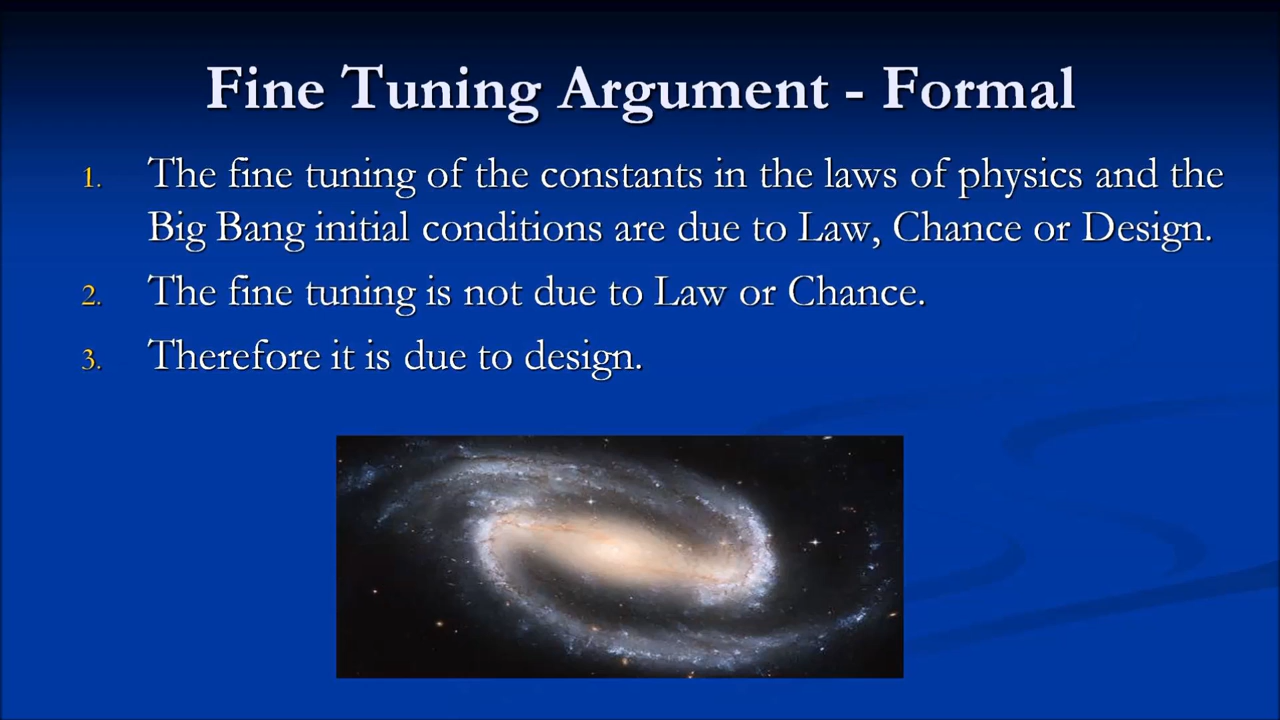 Fine Tuning Argument - Formal
1. The fine tuning of the constants in the laws of physics and the
Big Bang initial conditions are due to Law, Chance or Design.
2. The fine tuning is not due to Law or Chance.
3. Therefore it is due to design.